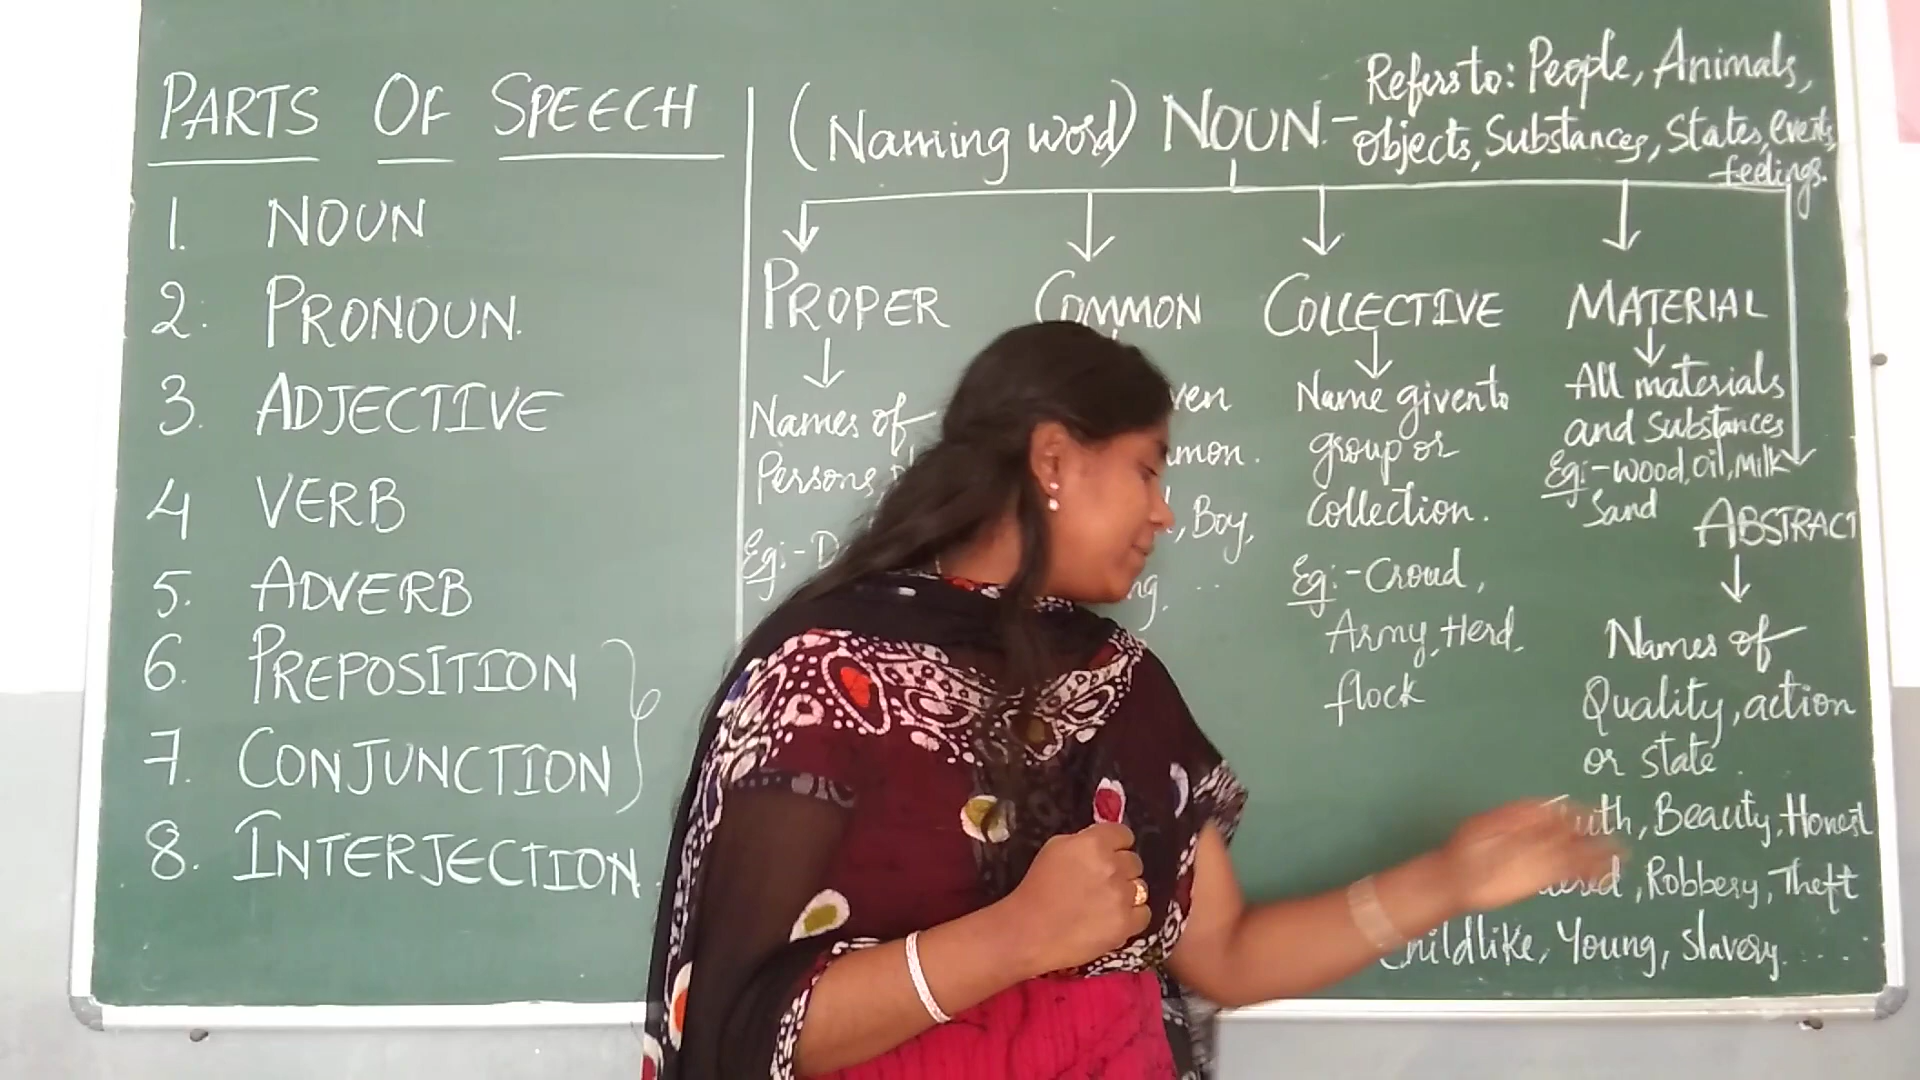 PARTS OF SPEECH
1. NOUN
2. PRONOUN.
3. ADJECTIVE
4 VERB
5. ADVERB
6. PREPOSITION
7. CONJUNCTION
8. INTERJECTION.
(Naming word) NOUN. -
Refers to: People, Animals,
objects, Substances, States, events,
feelings.
PROPER
Names of
Persons,
Eg:-
COMMON
Boy,
COLLECTIVE
Name given to
group or
collection.
Eg:- Croud,
Army, Herd,
flock
MATERIAL
All materials
and Substances
Eg:- wood, Oil, Milk
Sand
ABSTRACT
Names of
Quality, action
or state.
Beauty, Honest
Robbery, Theft
Childlike, Young, Slavery. ...